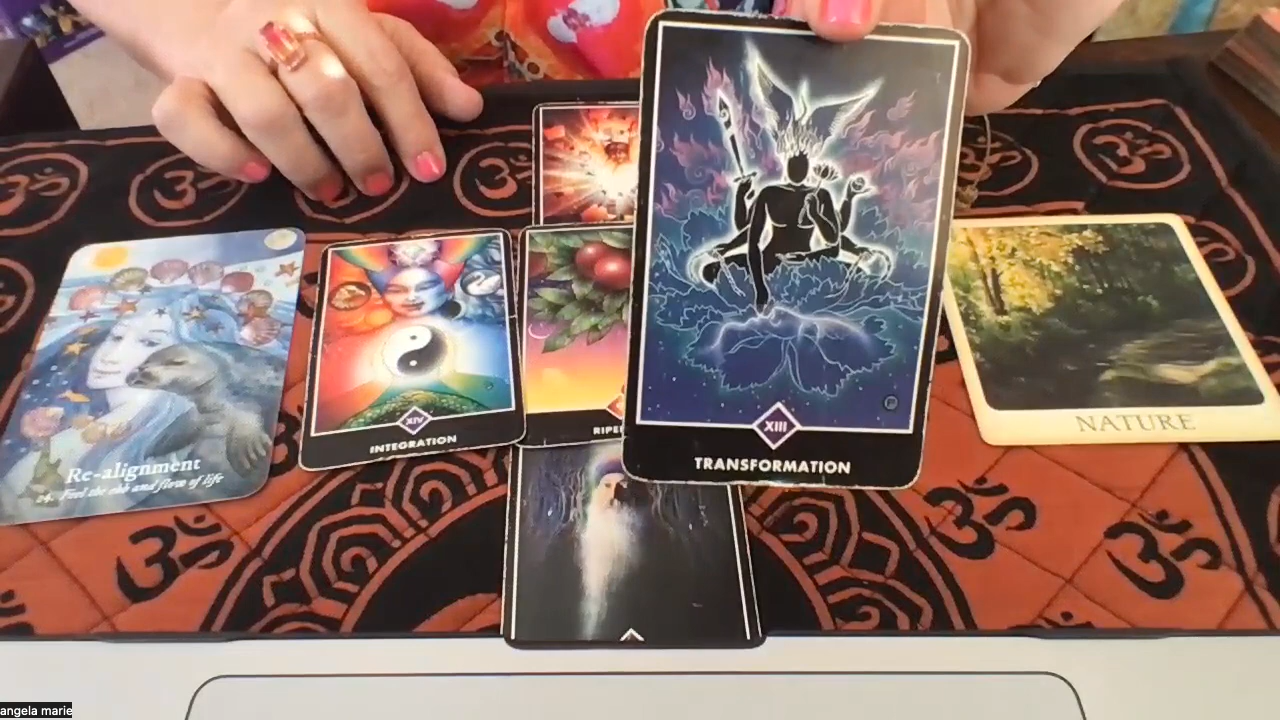 XIII
TRANSFORMATION
XIV
INTEGRATION
Re-alignment
24. Feel the ebb and flow of life
NATURE
ॐ
ॐ
ॐ
ॐ
ॐ
ॐ
ॐ
angela marie